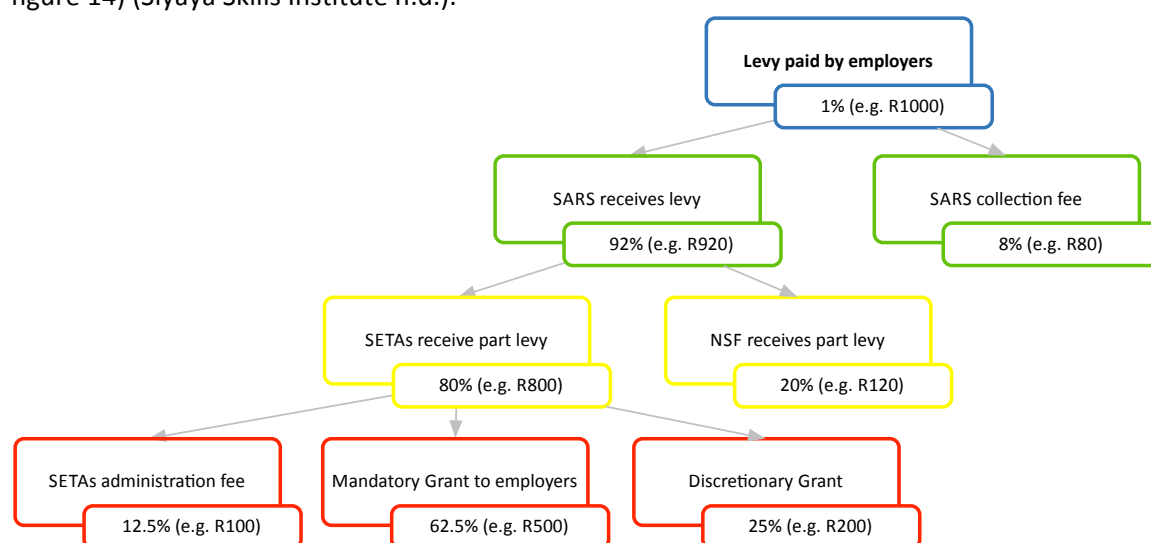 figure 14) (Siyaya Skills Institute n.d.).
Levy paid by employers
1% (e.g. R1000)
SARS receives levy
92% (e.g. R920)
SARS collection fee
8% (e.g. R80)
SETAs receive part levy
80% (e.g. R800)
NSF receives part levy
20% (e.g. R120)
SETAs administration fee
12.5% (e.g. R100)
Mandatory Grant to employers
62.5% (e.g. R500)
Discretionary Grant
25% (e.g. R200)